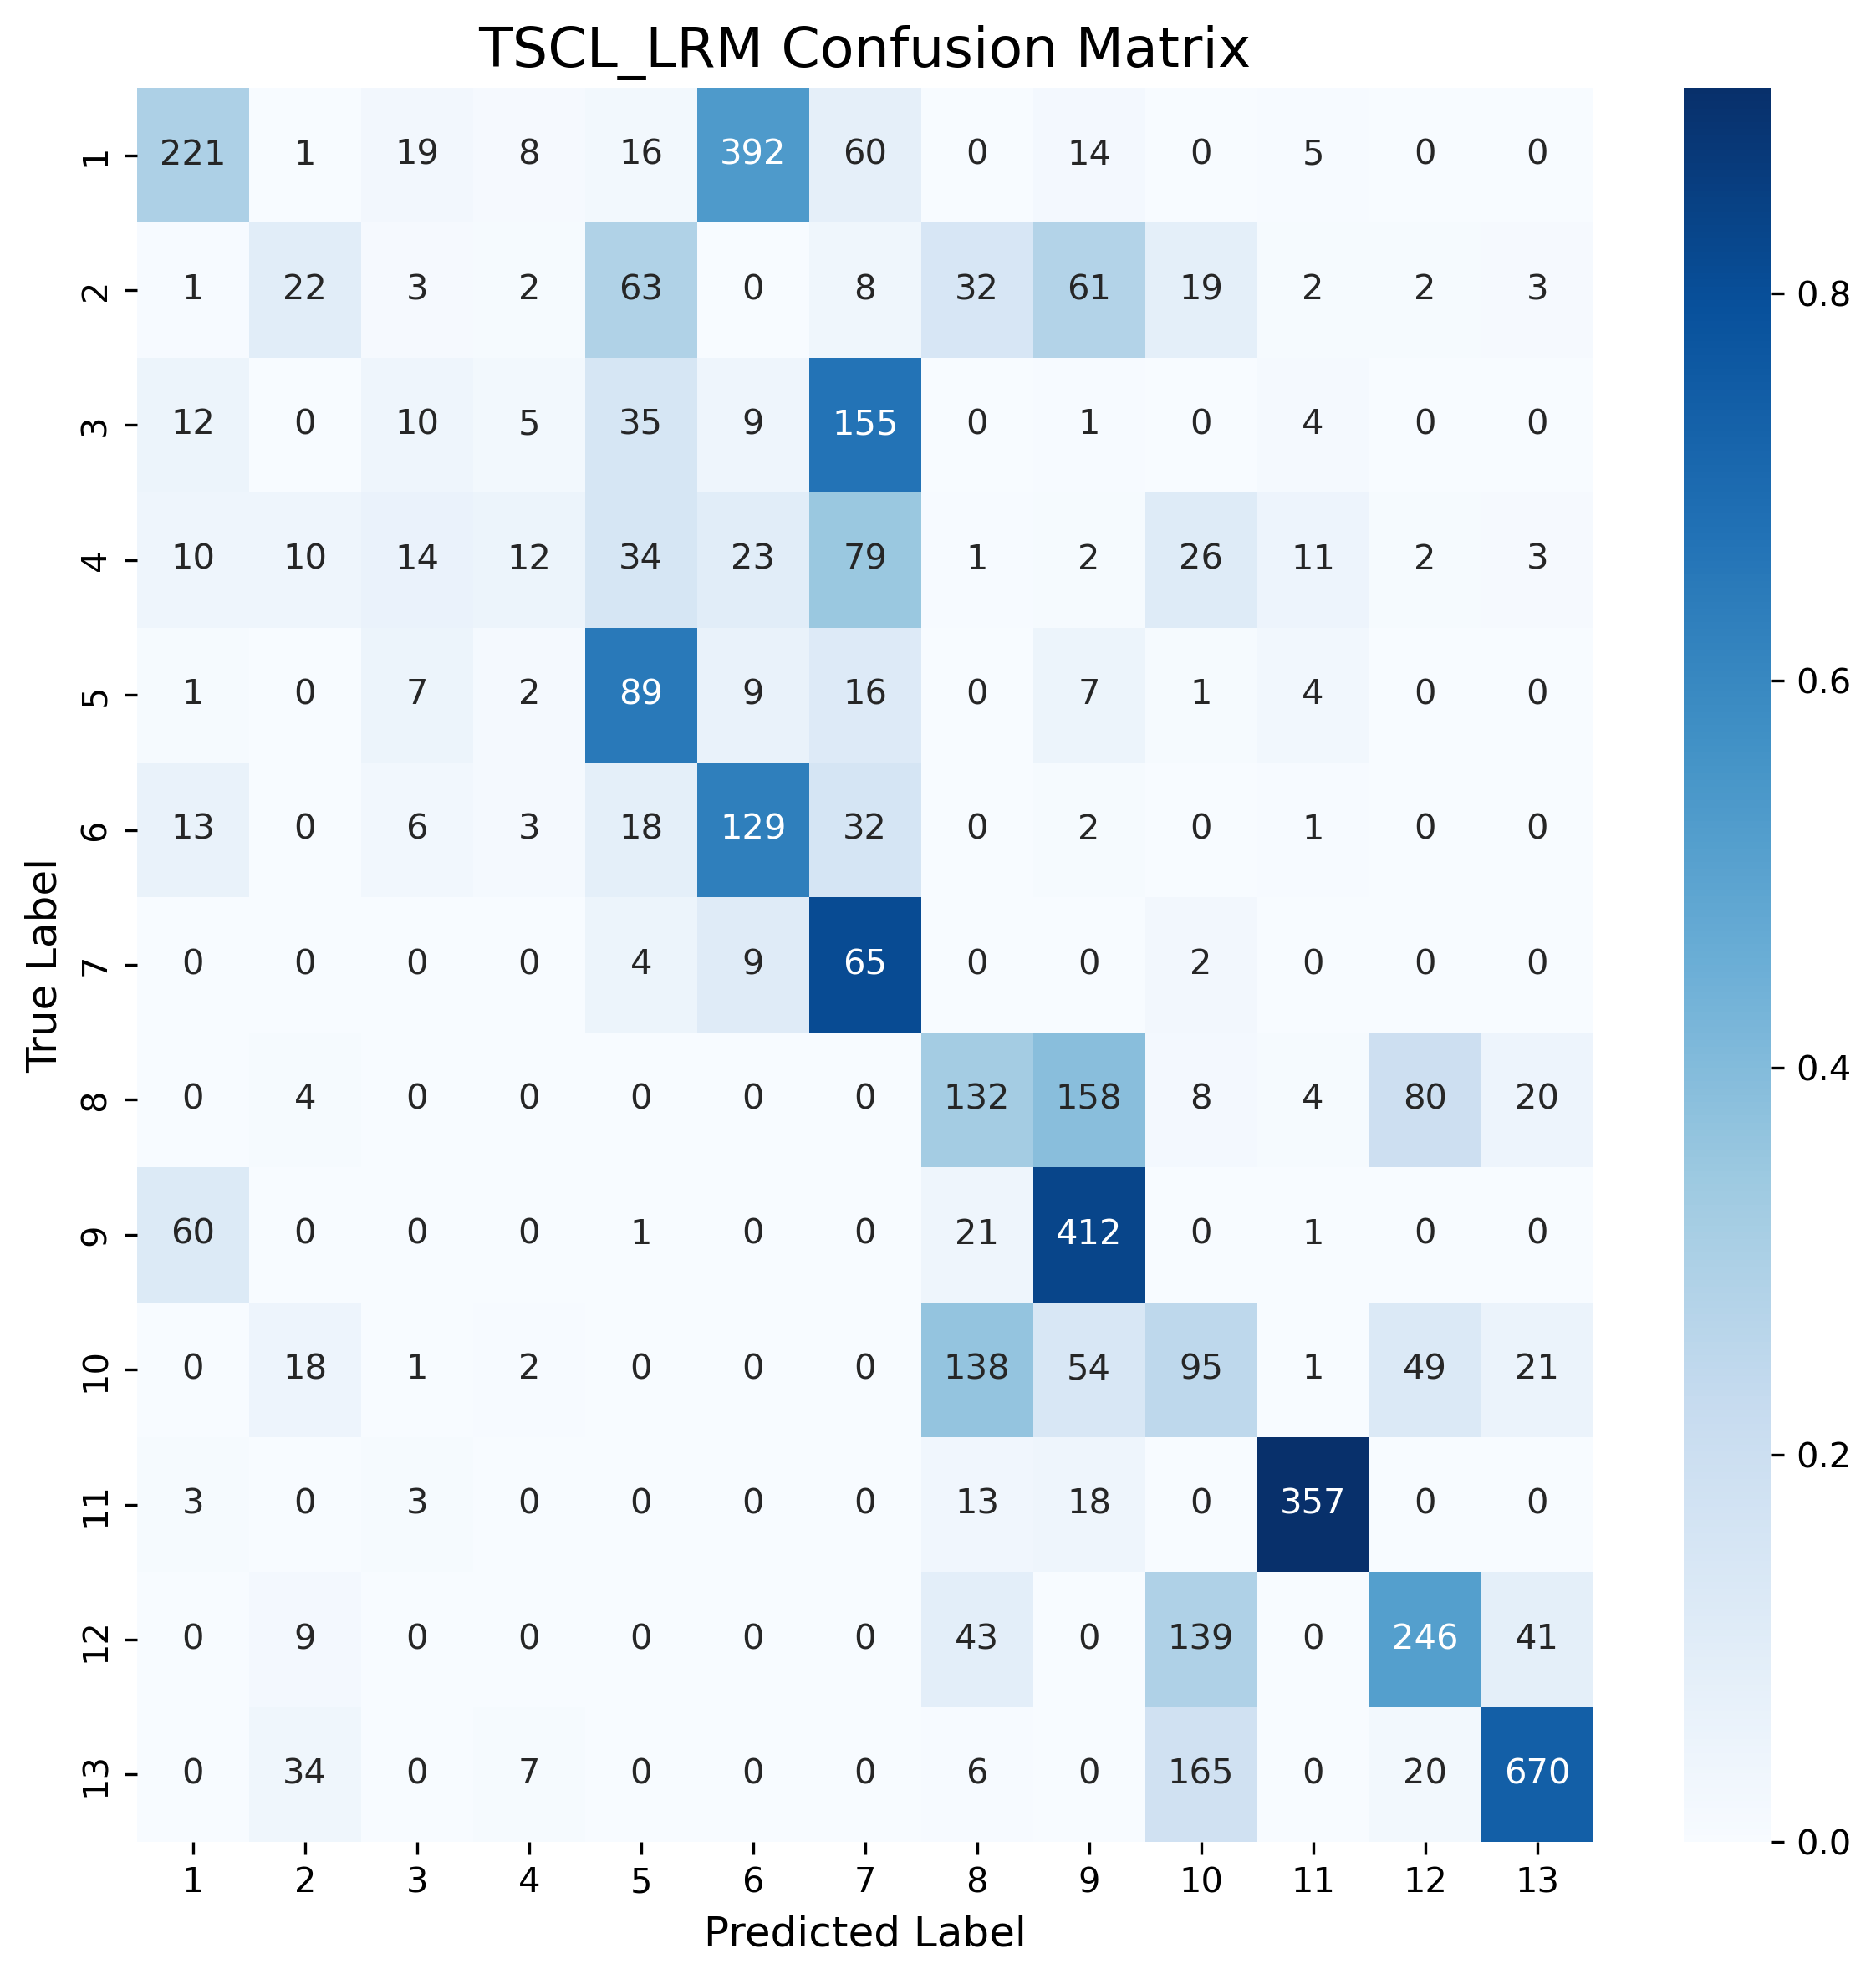 TSCL_LRM Confusion Matrix
1 221 1 19 8 16 392 60 0 14 0 5 0 0
2 1 22 3 2 63 0 8 32 61 19 2 2 3
3 12 0 10 5 35 9 155 0 1 0 4 0 0
4 10 10 14 12 34 23 79 1 2 26 11 2 3
5 1 0 7 2 89 9 16 0 7 1 4 0 0
6 13 0 6 3 18 129 32 0 2 0 1 0 0
7 0 0 0 0 4 9 65 0 0 2 0 0 0
8 0 4 0 0 0 0 0 132 158 8 4 80 20
9 60 0 0 0 1 0 0 21 412 0 1 0 0
10 0 18 1 2 0 0 0 138 54 95 1 49 21
11 3 0 3 0 0 0 0 13 18 0 357 0 0
12 0 9 0 0 0 0 0 43 0 139 0 246 41
13 0 34 0 7 0 0 0 6 0 165 0 20 670
1 2 3 4 5 6 7 8 9 10 11 12 13
Predicted Label
True Label
0.8
0.6
0.4
0.2
0.0